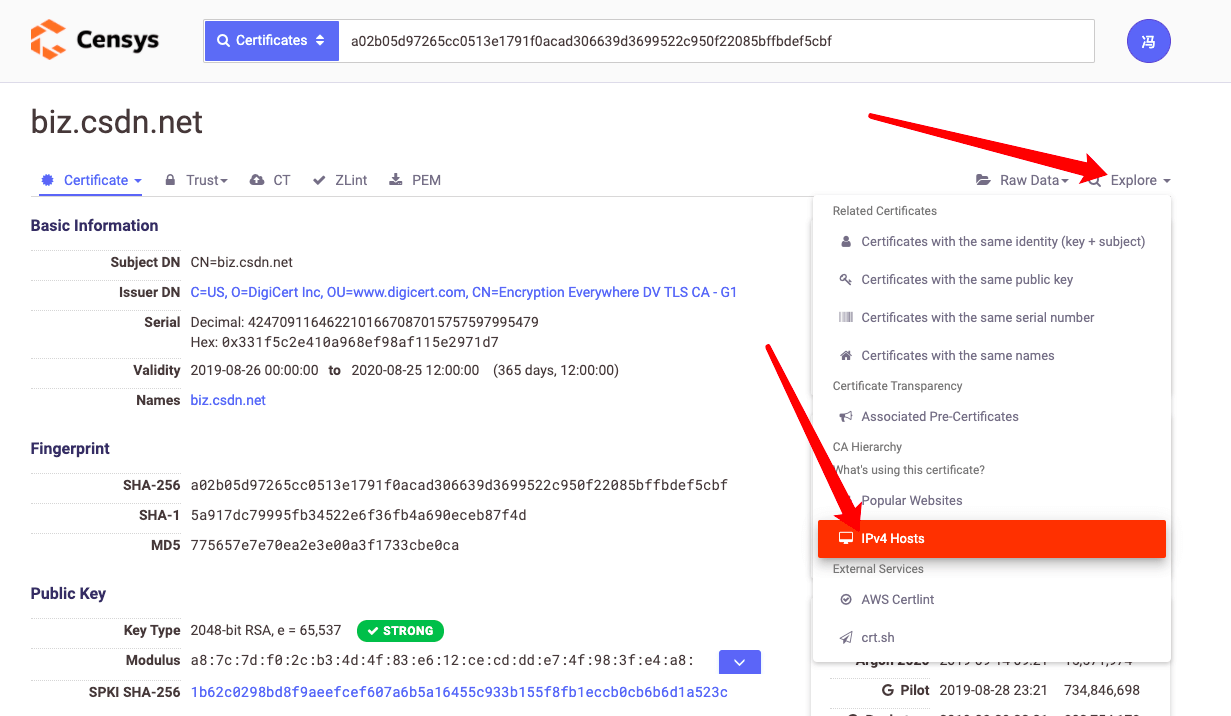 Censys
Certificates
a02b05d97265cc0513e1791f0acad306639d3699522c950f22085bffbdef5cbf
冯
biz.csdn.net
Certificate
Trust
CT
ZLint
PEM
Raw Data
Explore
Basic Information
Subject DN CN=biz.csdn.net
Issuer DN C=US, O=DigiCert Inc, OU=www.digicert.com, CN=Encryption Everywhere DV TLS CA - G1
Serial Decimal: 4247091164622101667087015757597995479
Hex: 0x331f5c2e410a968ef98af115e2971d7
Validity 2019-08-26 00:00:00 to 2020-08-25 12:00:00 (365 days, 12:00:00)
Names biz.csdn.net
Fingerprint
SHA-256 a02b05d97265cc0513e1791f0acad306639d3699522c950f22085bffbdef5cbf
SHA-1 5a917dc79995fb34522e6f36fb4a690eceb87f4d
MD5 775657e7e70ea2e3e00a3f1733cbe0ca
Public Key
Key Type 2048-bit RSA, e = 65,537 STRONG
Modulus a8:7c:7d:f0:2c:b3:4d:4f:83:e6:12:ce:cd:dd:e7:4f:98:3f:e4:a8:
SPKI SHA-256 1b62c0298bd8f9aeefcef607a6b5a16455c933b155f8fb1eccb0cb6b6d1a523c
Related Certificates
Certificates with the same identity (key + subject)
Certificates with the same public key
Certificates with the same serial number
Certificates with the same names
Certificate Transparency
Associated Pre-Certificates
CA Hierarchy
What's using this certificate?
Popular Websites
IPv4 Hosts
External Services
AWS Certlint
crt.sh
G Pilot 2019-08-28 23:21 734,846,698